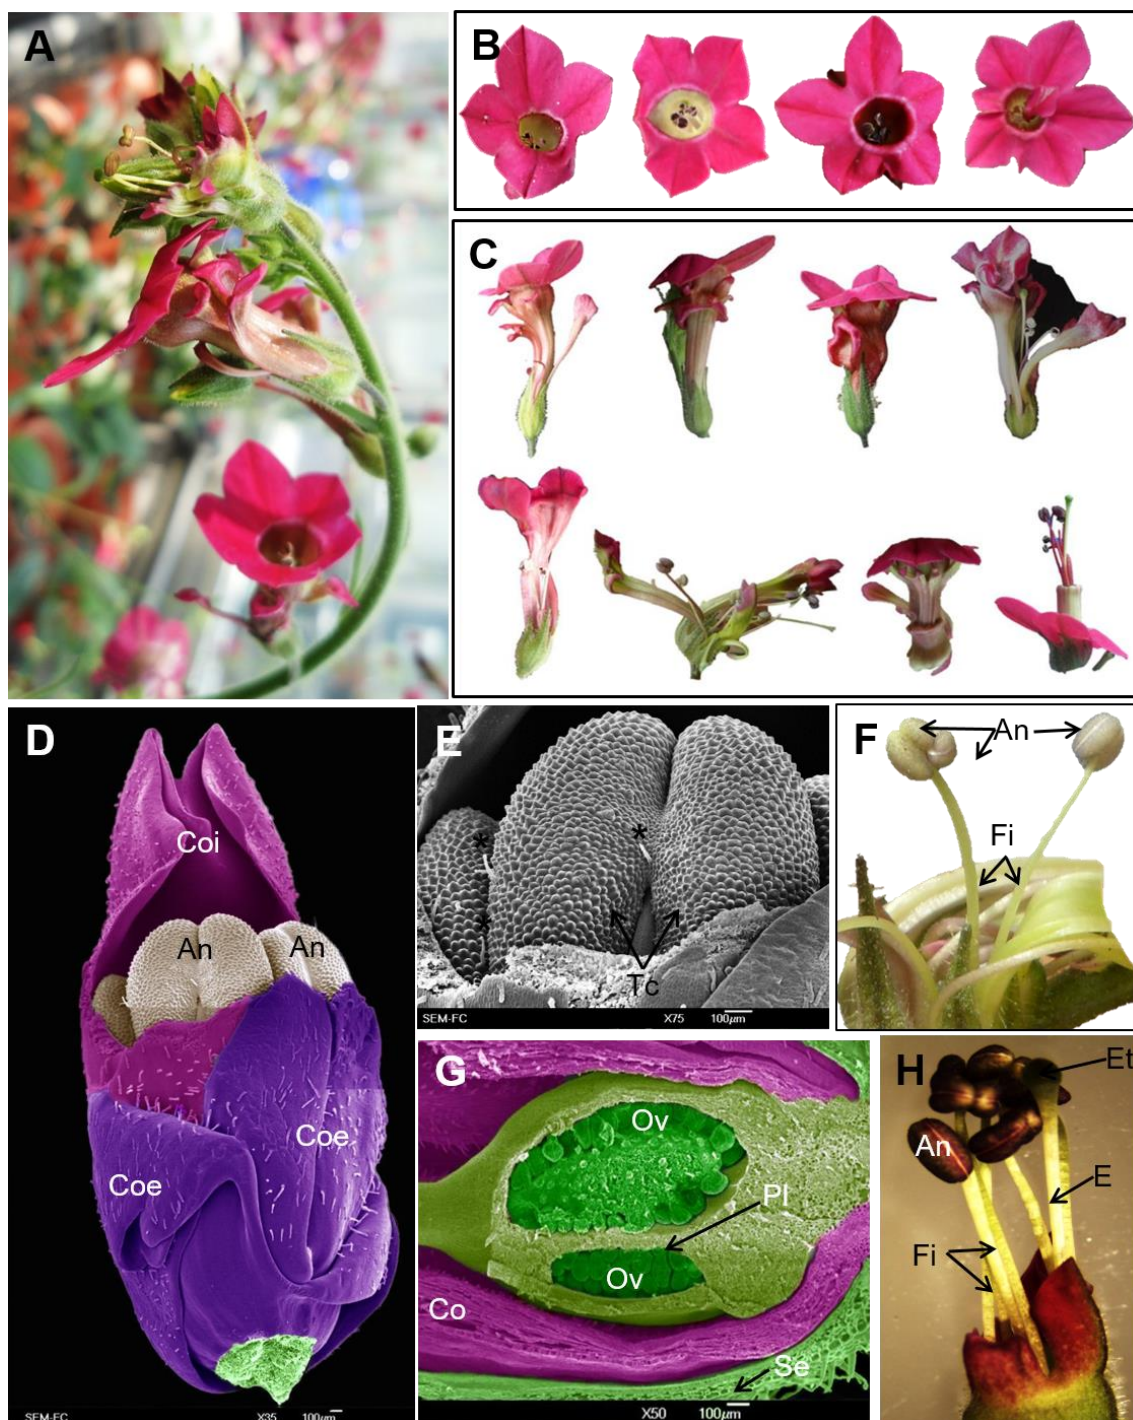 A
B
C
D
Coi
An
An
Coe
Coe
SEM-FC X35 100µm
E
*
*
*
Tc
SEM-FC X75 100µm
F
An
Fi
G
Ov
Pl
Ov
Co
Se
X50 100µm
H
Et
An
E
Fi